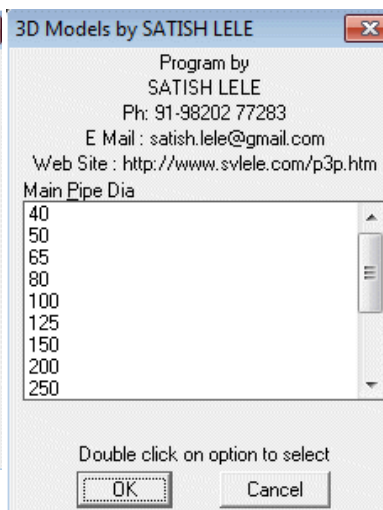 3D Models by SATISH LELE
Program by
SATISH LELE
Ph: 91-98202 77283
E Mail : satish.lele@gmail.com
Web Site : http://www.svlele.com/p3p.htm
Main Pipe Dia
40
50
65
80
100
125
150
200
250
Double click on option to select
OK
Cancel